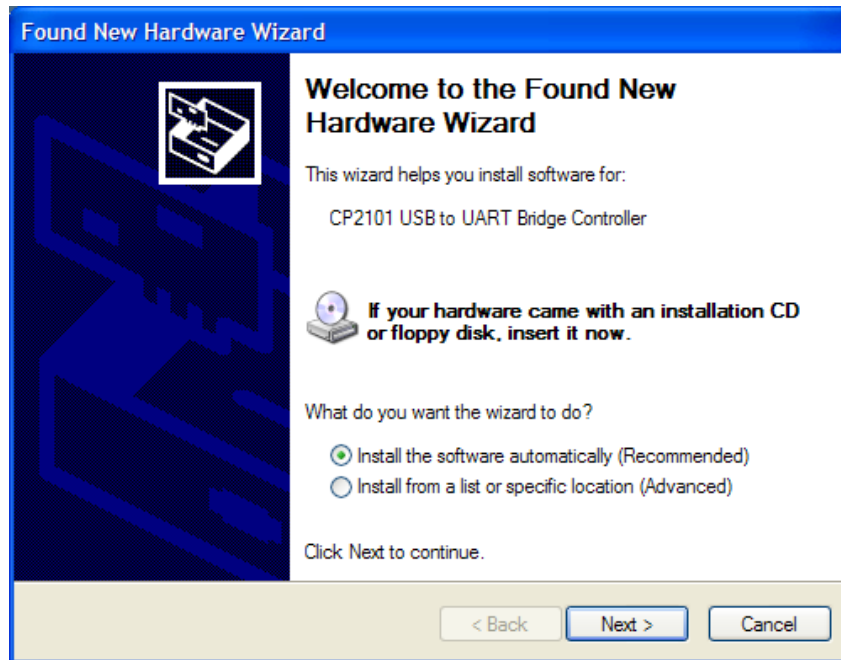 Found New Hardware Wizard
Welcome to the Found New
Hardware Wizard
This wizard helps you install software for:
CP2101 USB to UART Bridge Controller
If your hardware came with an installation CD
or floppy disk, insert it now.
What do you want the wizard to do?
Install the software automatically (Recommended)
Install from a list or specific location (Advanced)
Click Next to continue.
< Back
Next >
Cancel